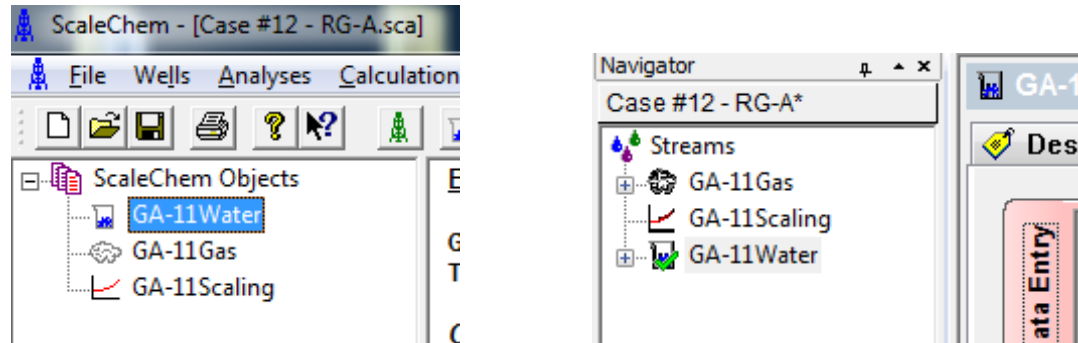 ScaleChem - [Case #12 - RG-A.sca]
File Wells Analyses Calculation
ScaleChem Objects
GA-11Water
GA-11Gas
GA-11Scaling
Navigator
Case #12 - RG-A*
Streams
GA-11Gas
GA-11Scaling
GA-11Water
GA-1
Des
ata Entry